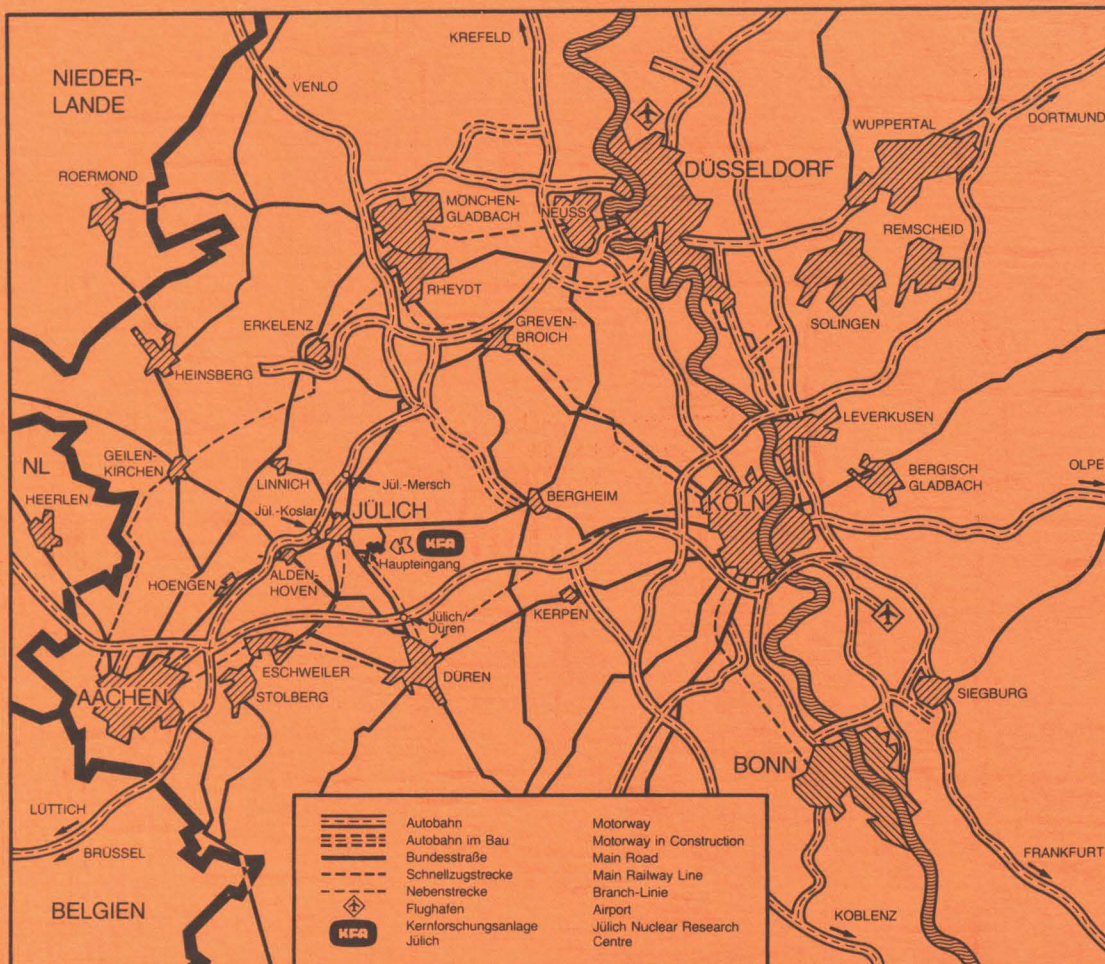 KREFELD
NIEDER-
LANDE
VENLO
DORTMUND
WUPPERTAL
ROERMOND
DÜSSELDORF
MÖNCHEN-
GLADBACH
NEUSS
REMSCHEID
RHEYDT
SOLINGEN
ERKELENZ
GREVEN-
BROICH
HEINSBERG
LEVERKUSEN
GEILEN-
KIRCHEN
NL
HEERLEN
LINNICH
Jül.-Mersch
BERGHEIM
BERGISCH
GLADBACH
OLPE
KÖLN
Jül.-Koslar
JÜLICH
KFA
Haupteingang
HOENGEN
ALDEN-
HOVEN
Jülich/
Düren
KERPEN
ESCHWEILER
DÜREN
AACHEN
STOLBERG
SIEGBURG
BONN
LÜTTICH
BRÜSSEL
FRANKFURT
BELGIEN
KOBLENZ
Autobahn Motorway
Autobahn im Bau Motorway in Construction
Bundesstraße Main Road
Schnellzugstrecke Main Railway Line
Nebenstrecke Branch-Linie
Flughafen Airport
KFA Kernforschungsanlage Jülich Nuclear Research
Jülich Centre